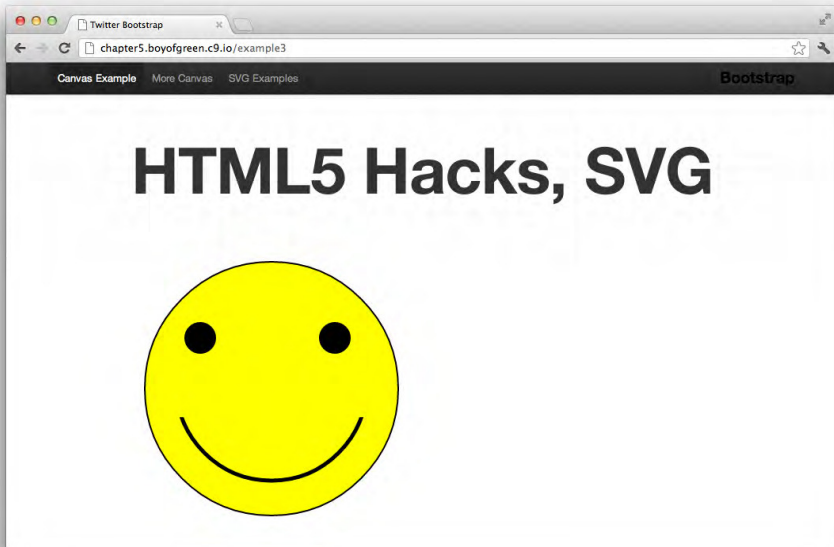 Twitter Bootstrap
chapter5.boyofgreen.c9.io/example3
Canvas Example More Canvas SVG Examples Bootstrap
HTML5 Hacks, SVG